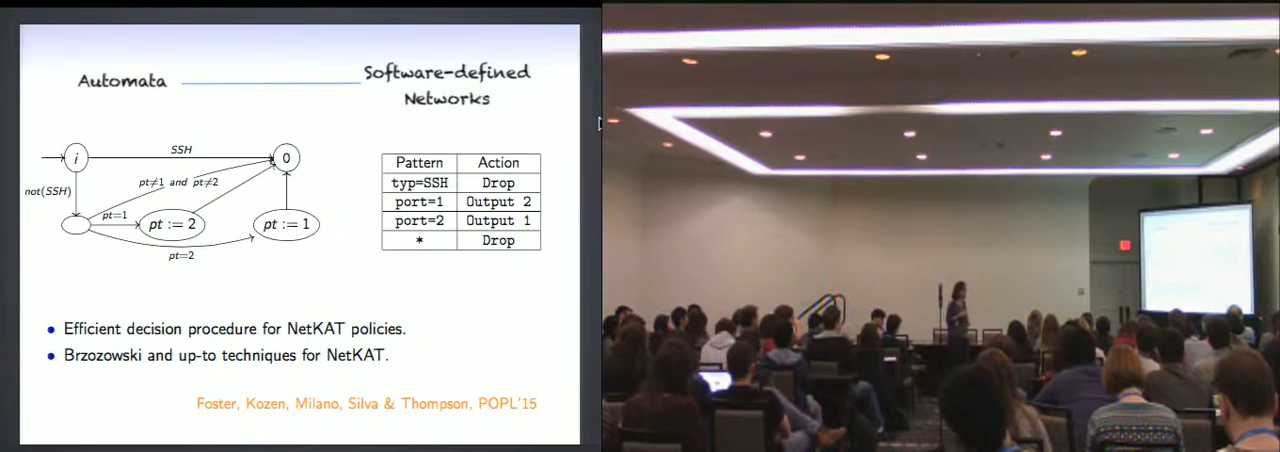 Automata
Software-defined
Networks
i
SSH
0
not(SSH)
pt≠1 and pt≠2
pt=1
pt := 2
pt := 1
pt=2
Pattern Action
typ=SSH Drop
port=1 Output 2
port=2 Output 1
* Drop
• Efficient decision procedure for NetKAT policies.
• Brzozowski and up-to techniques for NetKAT.
Foster, Kozen, Milano, Silva & Thompson, POPL'15